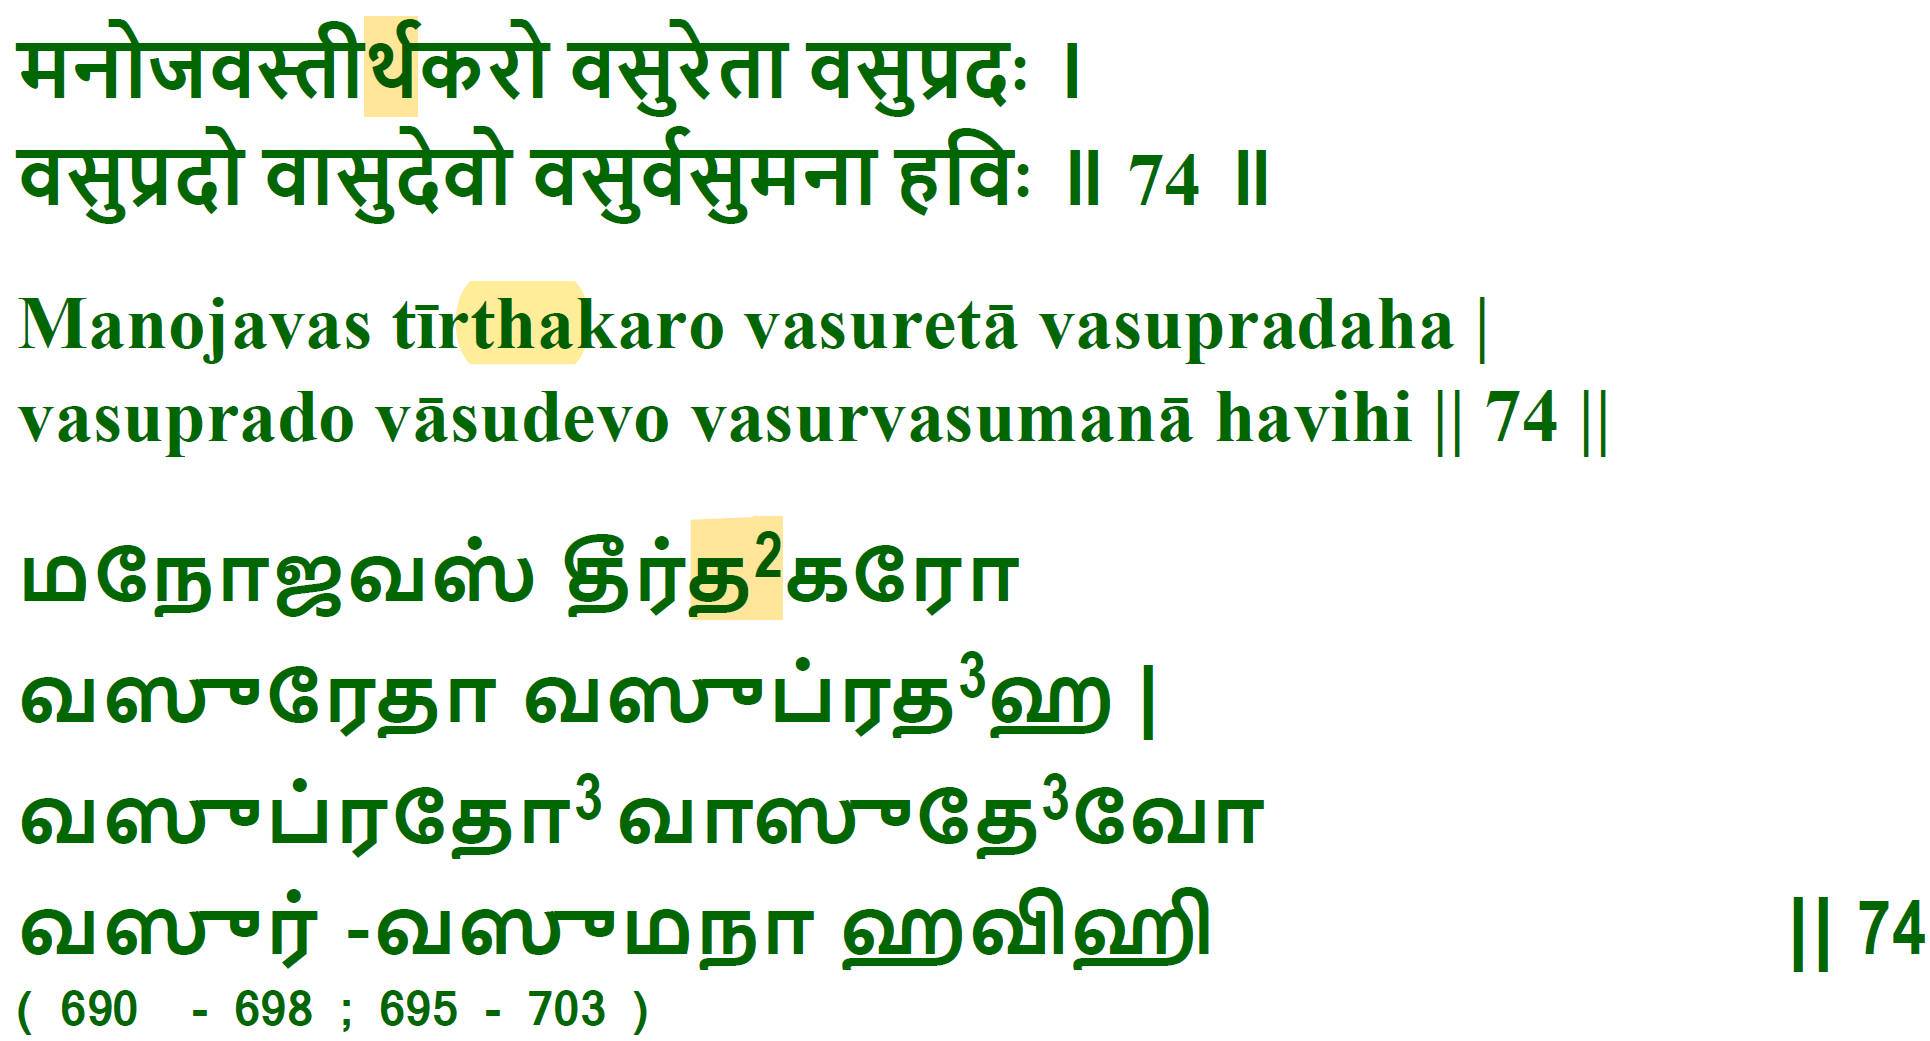 मनोजवस्तीर्थकरो वसुरेता वसुप्रदः ।
वसुप्रदो वासुदेवो वसुर्वसुमना हविः ॥ 74 ॥
Manojavas tīrthakaro vasuretā vasupradaha |
vasuprado vāsudevo vasurvasumanā havihi || 74 ||
மநோஜவஸ் தீர்த²கரோ
வஸுரேதா வஸுப்ரத³ஹ |
வஸுப்ரதோ³ வாஸுதே³வோ
வஸுர் -வஸுமநா ஹவிஹி || 74
( 690 - 698 ; 695 - 703 )